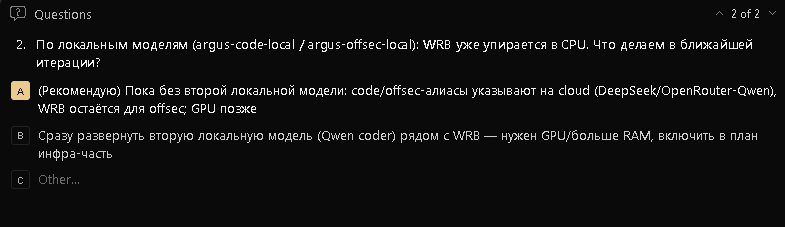 Questions
2 of 2
2. По локальным моделям (argus-code-local / argus-offsec-local): WRB уже упирается в CPU. Что делаем в ближайшей
итерации?
A (Рекомендую) Пока без второй локальной модели: code/offsec-алиасы указывают на cloud (DeepSeek/OpenRouter-Qwen),
WRB остаётся для offsec; GPU позже
B Сразу развернуть вторую локальную модель (Qwen coder) рядом с WRB — нужен GPU/больше RAM, включить в план
инфра-часть
C Other...